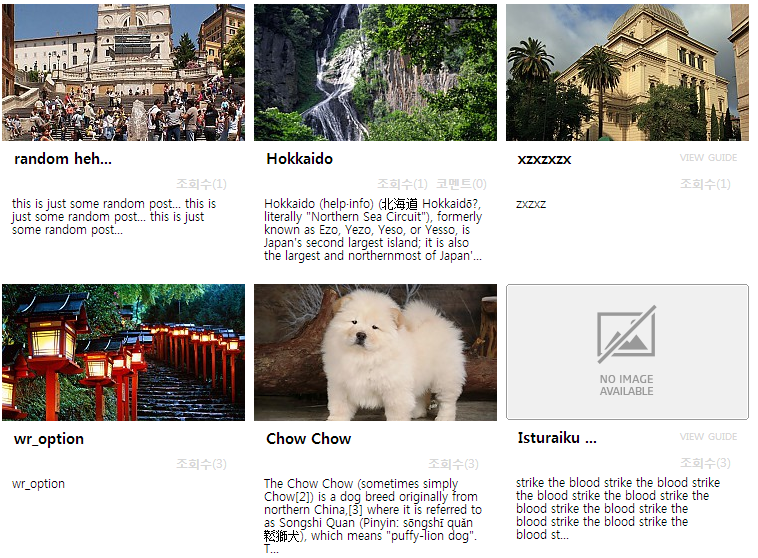 random heh...
Hokkaido
xzxzxzx
VIEW GUIDE
조회수(1)
조회수(1) 코멘트(0)
조회수(1)
this is just some random post... this is
just some random post... this is just
some random post...
Hokkaido (help·info) (北海道 Hokkaidō?,
literally "Northern Sea Circuit"), formerly
known as Ezo, Yezo, Yeso, or Yesso, is
Japan's second largest island; it is also
the largest and northernmost of Japan'...
zxzxz
NO IMAGE
AVAILABLE
wr_option
Chow Chow
Isturaiku ...
VIEW GUIDE
조회수(3)
조회수(3)
조회수(3)
wr_option
The Chow Chow (sometimes simply
Chow[2]) is a dog breed originally from
northern China,[3] where it is referred to
as Songshi Quan (Pinyin: sōngshī quǎn
鬆獅犬), which means "puffy-lion dog".
T...
strike the blood strike the blood strike
the blood strike the blood strike the
blood strike the blood strike the
blood strike the blood strike the
blood st...